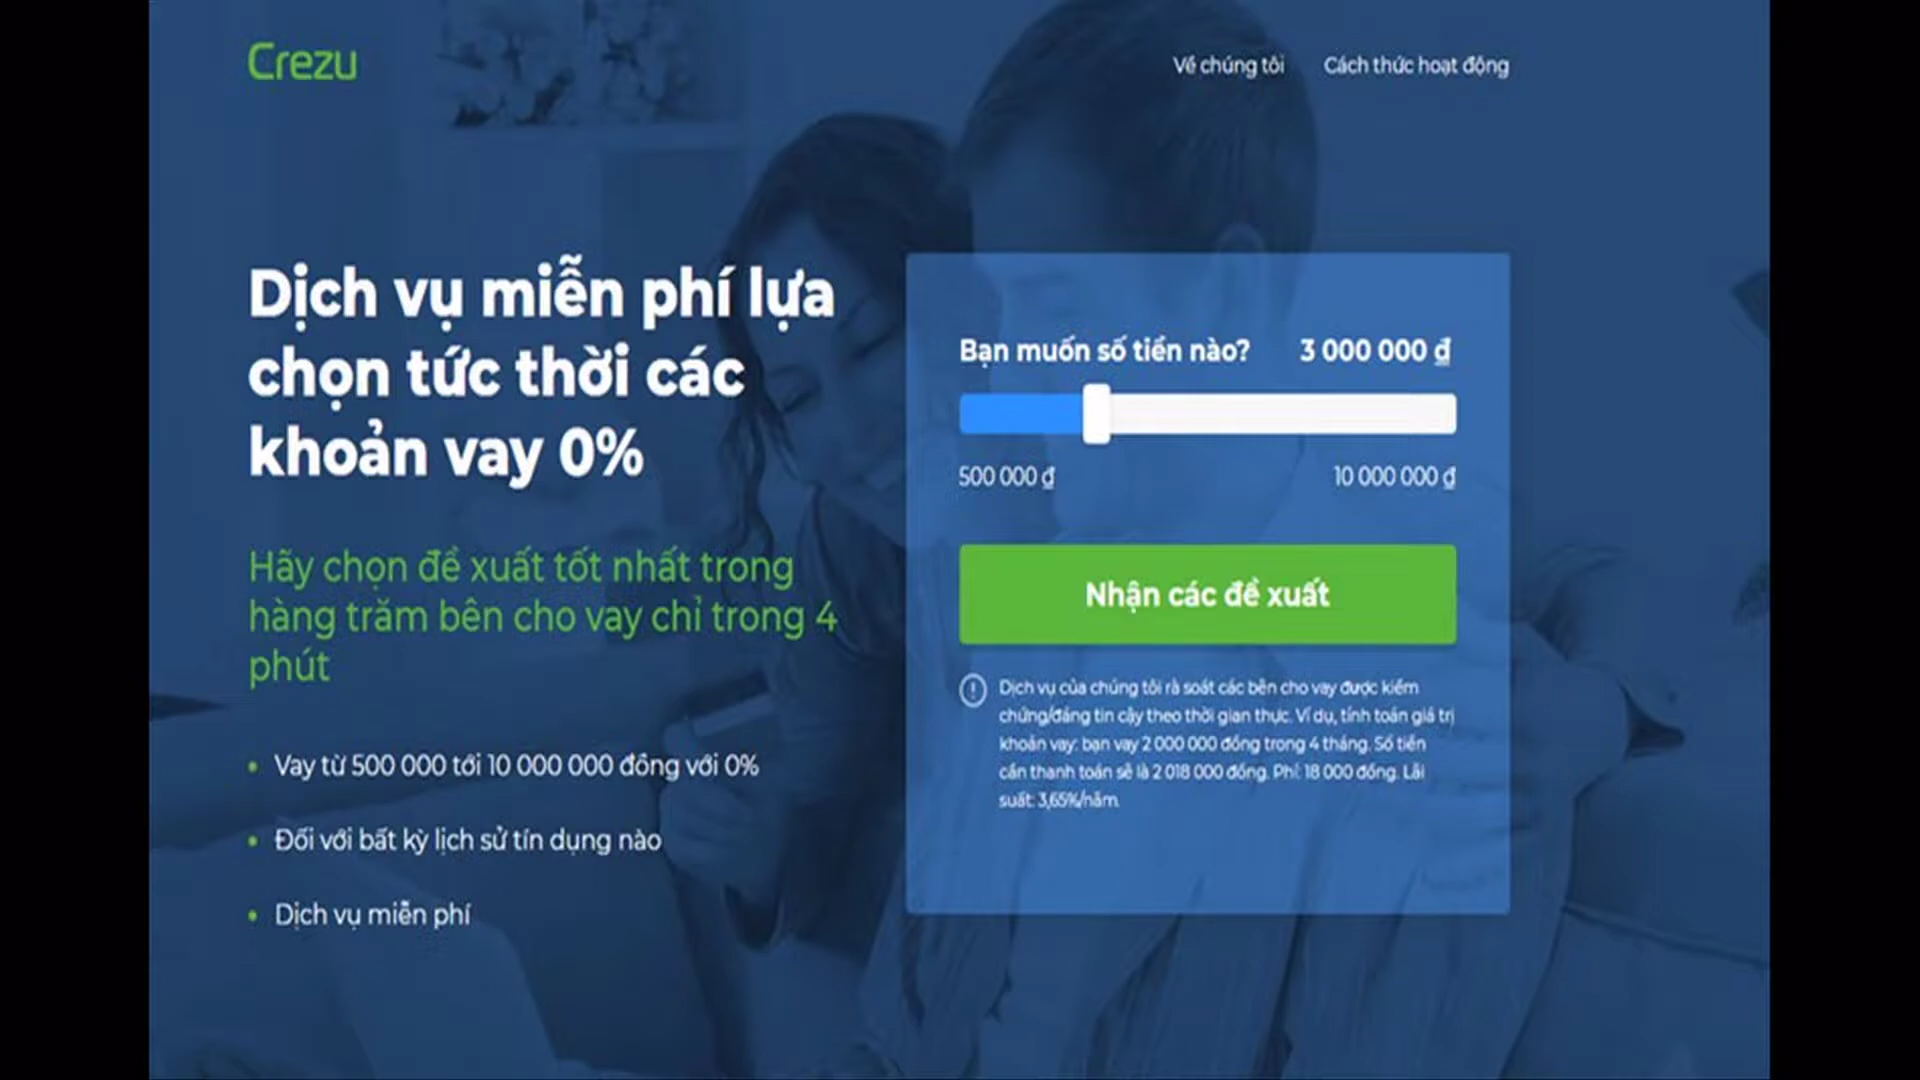 Crezu
Về chúng tôi
Cách thức hoạt động
Dịch vụ miễn phí lựa
chọn tức thời các
khoản vay 0%
Hãy chọn đề xuất tốt nhất trong
hàng trăm bên cho vay chỉ trong 4
phút
Vay từ 500 000 tới 10 000 000 đồng với 0%
Đối với bất kỳ lịch sử tín dụng nào
Dịch vụ miễn phí
Bạn muốn số tiền nào? 3 000 000 ₫
500 000 ₫ 10 000 000 ₫
Nhận các đề xuất
Dịch vụ của chúng tôi rà soát các bên cho vay được kiểm
chứng/đáng tin cậy theo thời gian thực. Ví dụ, tính toán giá trị
khoản vay: bạn vay 2 000 000 đồng trong 4 tháng. Số tiền
cần thanh toán sẽ là 2 018 000 đồng. Phí: 18 000 đồng. Lãi
suất: 3,65%/năm.